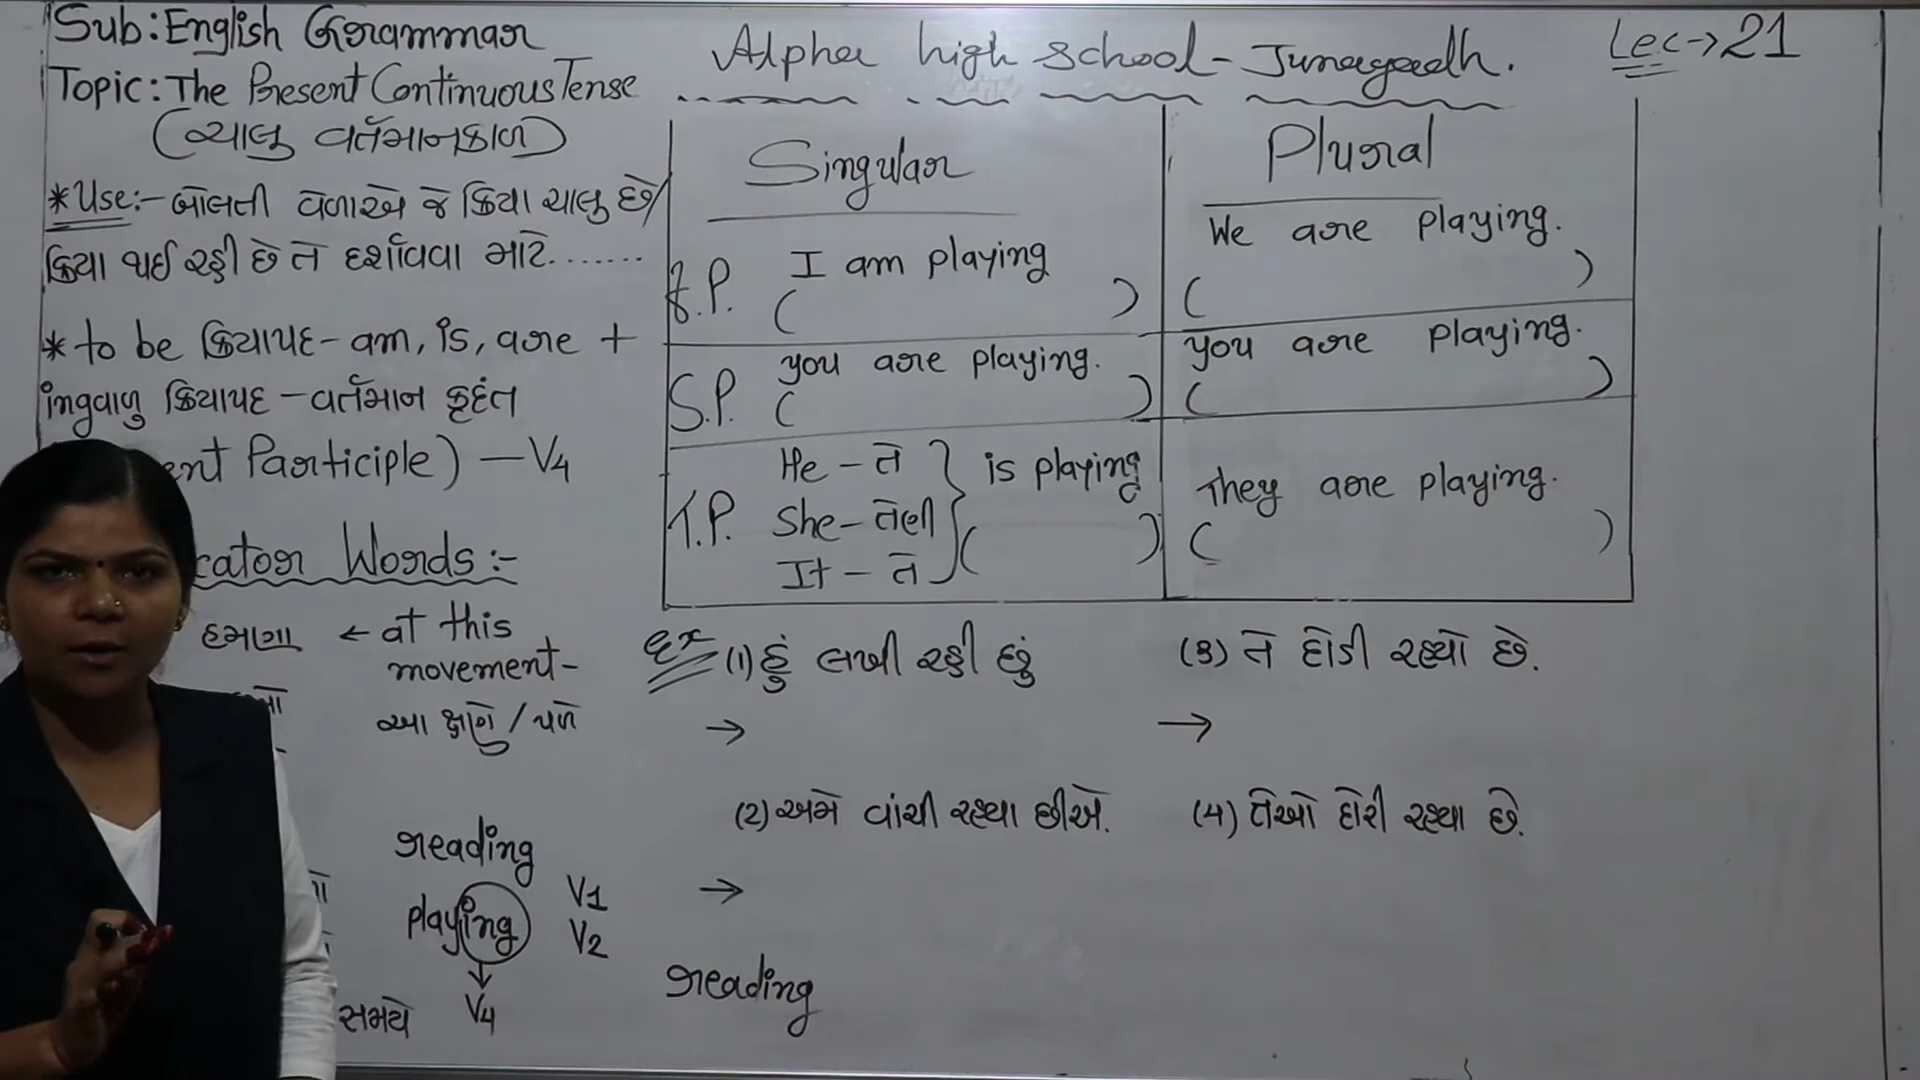 Sub: English Grammar
Topic: The Present Continuous Tense
(ચાલુ વર્તમાનકાળ)
*Use:- બોલતી વેળાએ જે ક્રિયા ચાલુ છે/
ક્રિયા થઈ રહી છે તે દર્શાવવા માટે.......
* to be ક્રિયાપદ - am, is, are +
ingવાળુ ક્રિયાપદ - વર્તમાન કૃદંત
ent Participle) - V4
cator Words:-
હમણા ← at this
movement-
આ ક્ષણે / પળે
reading
playing
V1
V2
↓
V4
સમયે
Alpha high school - Junagadh.
Lec → 21
Singular
Plural
F.P. I am playing
( )
We are playing.
( )
S.P. you are playing.
( )
you are playing.
( )
T.P. He - તે
She - તેણી
It - તે
} is playing
( )
They are playing.
( )
Ex (1) હું લખી રહી છું
→
(2) અમે વાંચી રહ્યા છીએ.
→
(3) તે દોડી રહ્યો છે.
→
(4) તેઓ દોરી રહ્યા છે.
reading